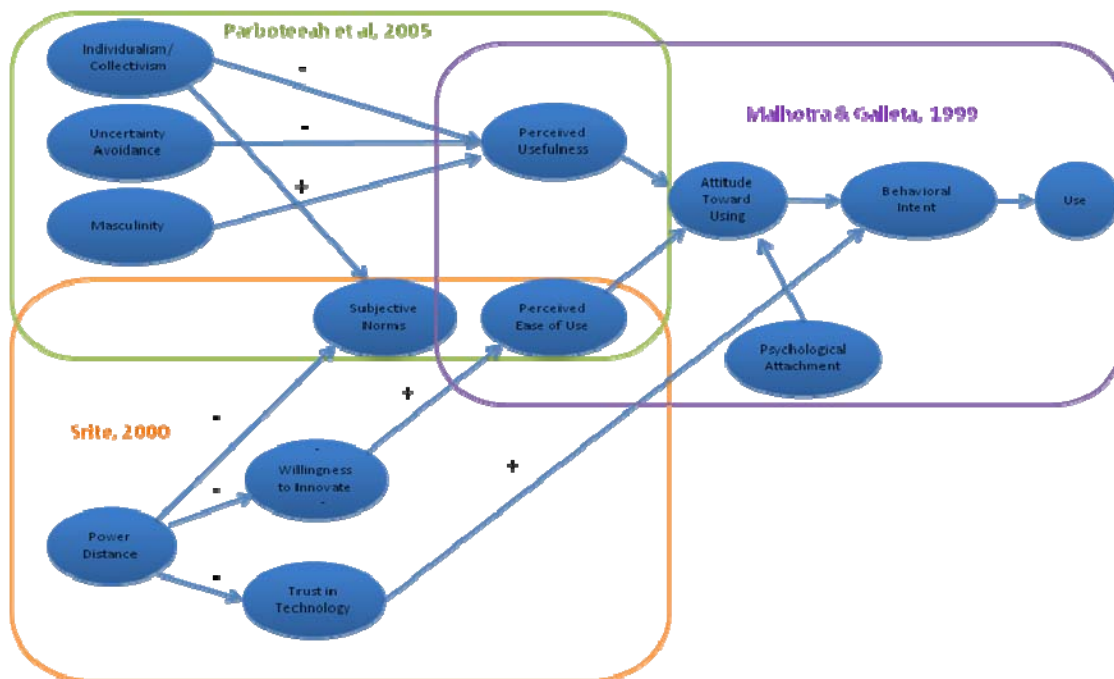 Parboteeah et al, 2005
Individualism/
Collectivism
-
Uncertainty
Avoidance
-
Masculinity
+
Perceived
Usefulness
Malhotra & Galleta, 1999
Attitude
Toward
Using
Behavioral
Intent
Use
Subjective
Norms
Perceived
Ease of Use
Psychological
Attachment
+
-
Srite, 2000
+
-
Willingness
to Innovate
-
-
Power
Distance
-
Trust in
Technology